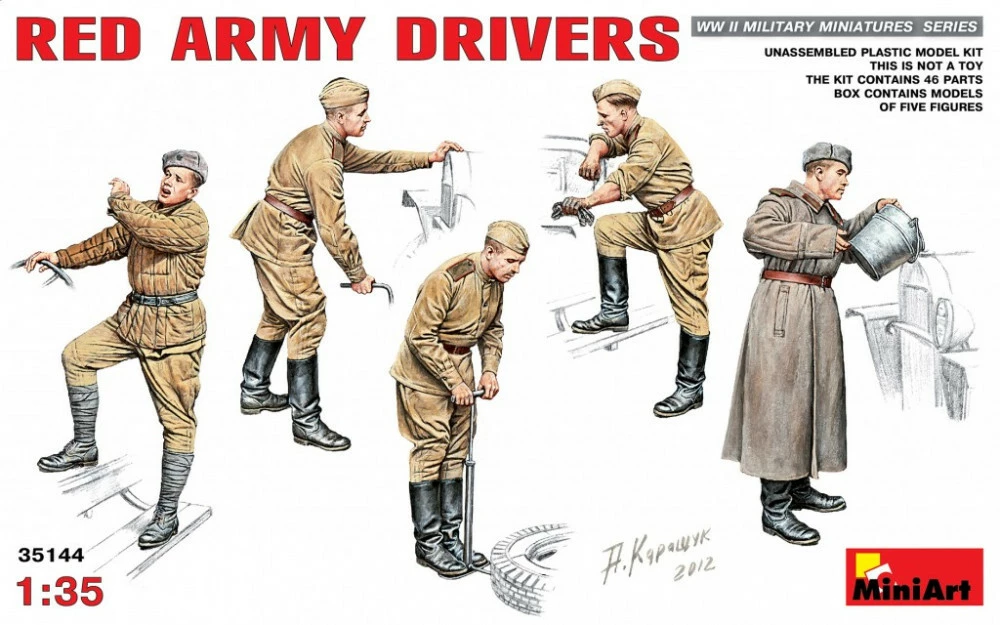 RED ARMY DRIVERS
WW II MILITARY MINIATURES SERIES
UNASSEMBLED PLASTIC MODEL KIT
THIS IS NOT A TOY
THE KIT CONTAINS 46 PARTS
BOX CONTAINS MODELS
OF FIVE FIGURES
35144
1:35
А. Каращук
2012
MiniArt